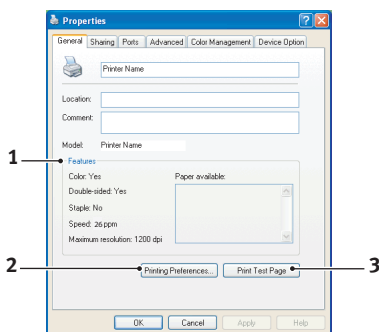 Properties
General Sharing Ports Advanced Color Management Device Option
Printer Name
Location:
Comment:
Model: Printer Name
1
Features
Color: Yes Paper available:
Double-sided: Yes
Staple: No
Speed: 26 ppm
Maximum resolution: 1200 dpi
2 Printing Preferences... Print Test Page 3
OK Cancel Apply Help